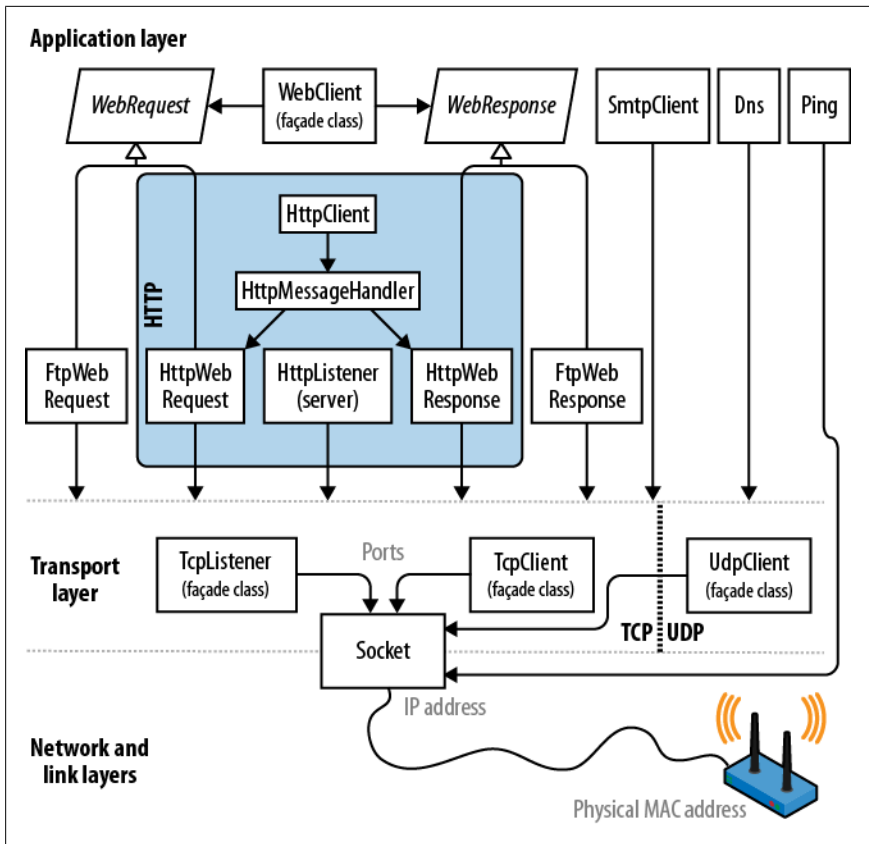 Application layer
WebRequest
WebClient
(façade class)
WebResponse
SmtpClient
Dns
Ping
HTTP
HttpClient
HttpMessageHandler
FtpWeb
Request
HttpWeb
Request
HttpListener
(server)
HttpWeb
Response
FtpWeb
Response
Transport
layer
TcpListener
(façade class)
Ports
TcpClient
(façade class)
UdpClient
(façade class)
TCP
UDP
Socket
IP address
Network and
link layers
Physical MAC address